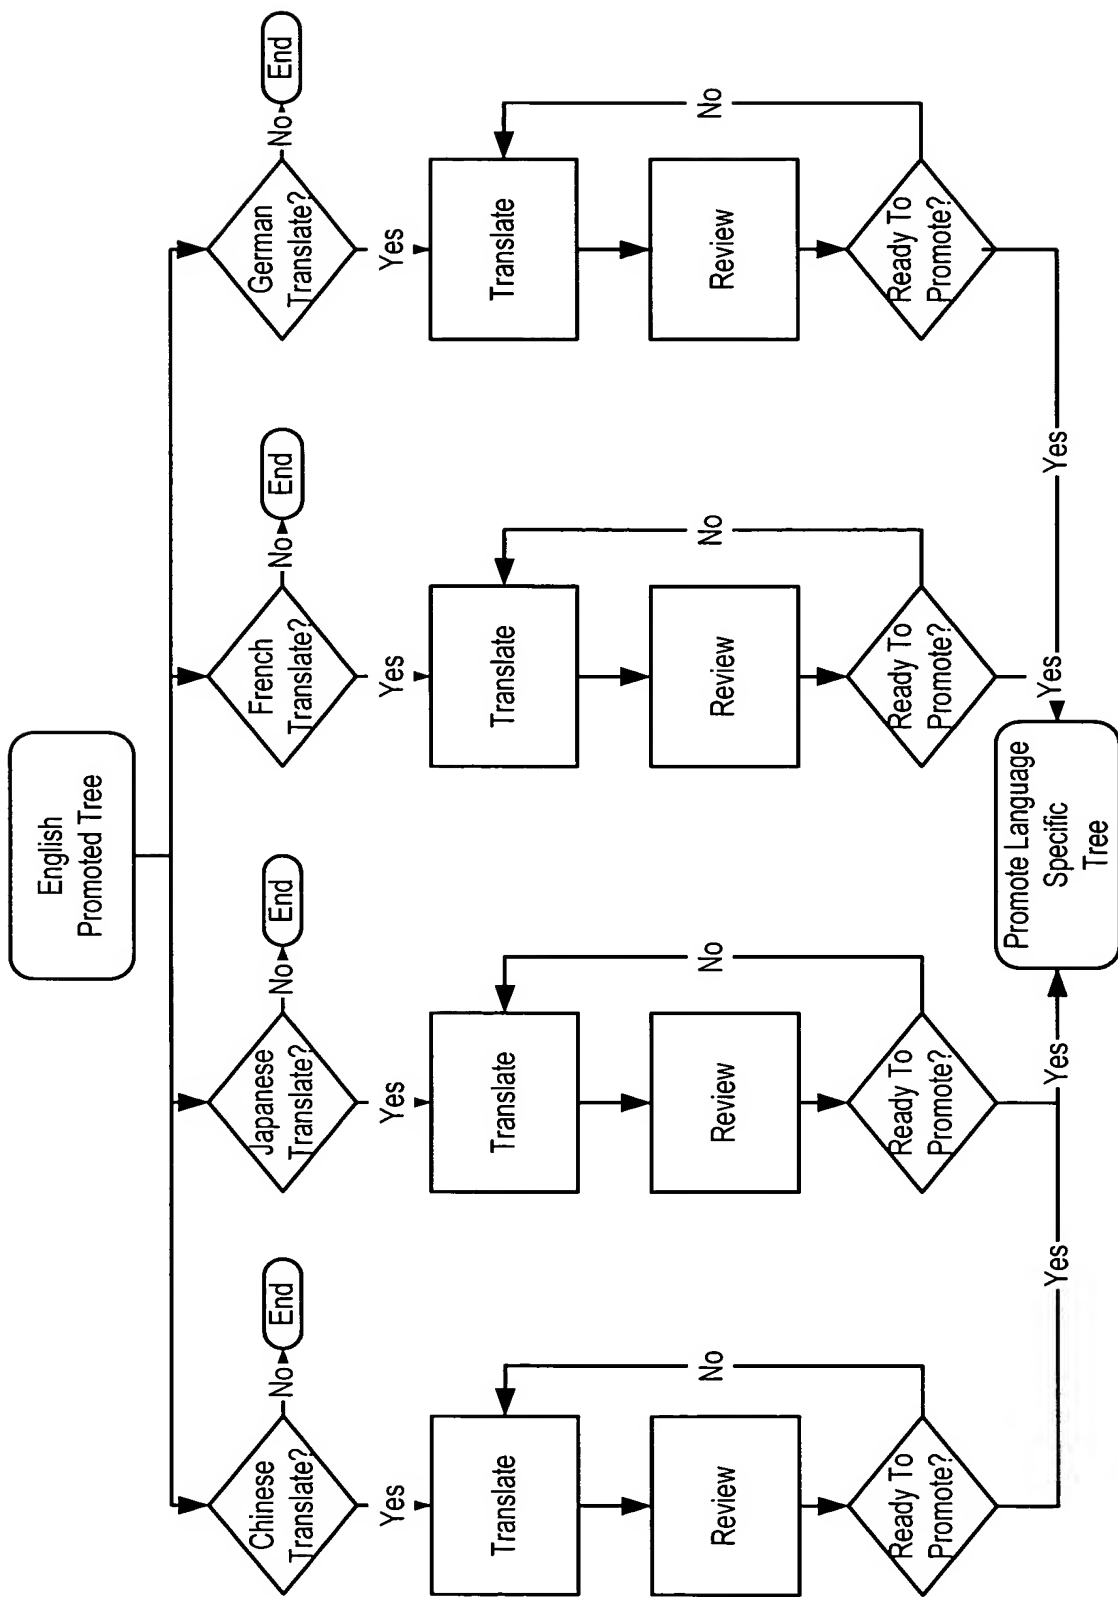 English
Promoted Tree
Chinese
Translate?
No
End
Japanese
Translate?
No
End
French
Translate?
No
End
German
Translate?
No
End
Yes
Yes
Yes
Yes
Translate
Translate
Translate
Translate
Review
No
Review
No
Review
No
Review
No
Ready To
Promote?
Ready To
Promote?
Ready To
Promote?
Ready To
Promote?
Yes
Yes
Yes
Yes
Promote Language
Specific
Tree